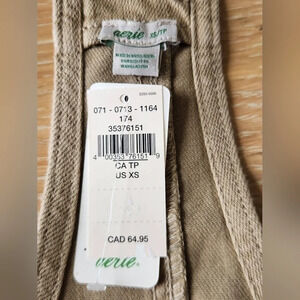 aerie XS/TP
071 - 0713 - 1164
174
35376151
4 00353 76151 9
CA TP
US XS
CAD 64.95
aerie®